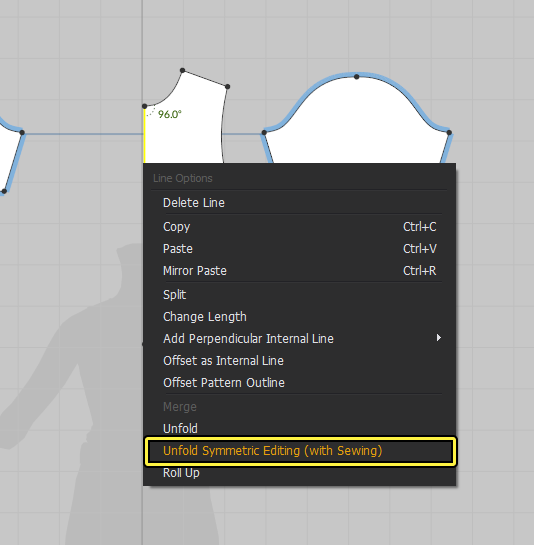 96.0°
Line Options
Delete Line
Copy Ctrl+C
Paste Ctrl+V
Mirror Paste Ctrl+R
Split
Change Length
Add Perpendicular Internal Line
Offset as Internal Line
Offset Pattern Outline
Merge
Unfold
Unfold Symmetric Editing (with Sewing)
Roll Up